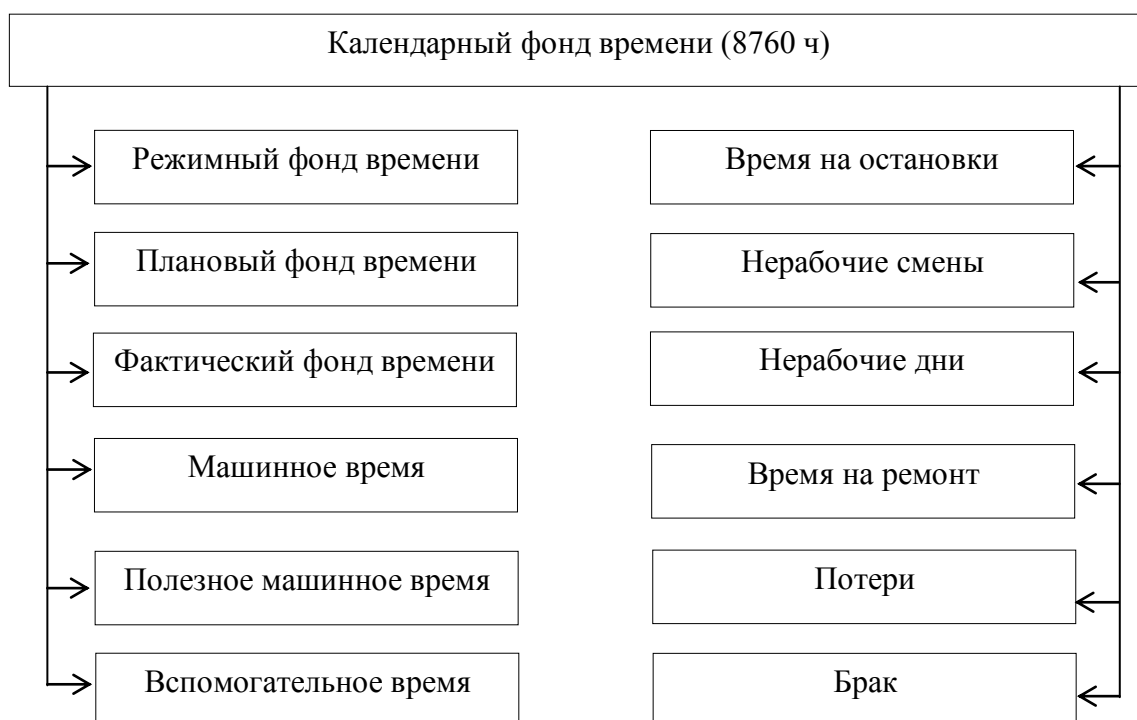 Календарный фонд времени (8760 ч)
Режимный фонд времени
Время на остановки
Плановый фонд времени
Нерабочие смены
Фактический фонд времени
Нерабочие дни
Машинное время
Время на ремонт
Полезное машинное время
Потери
Вспомогательное время
Брак